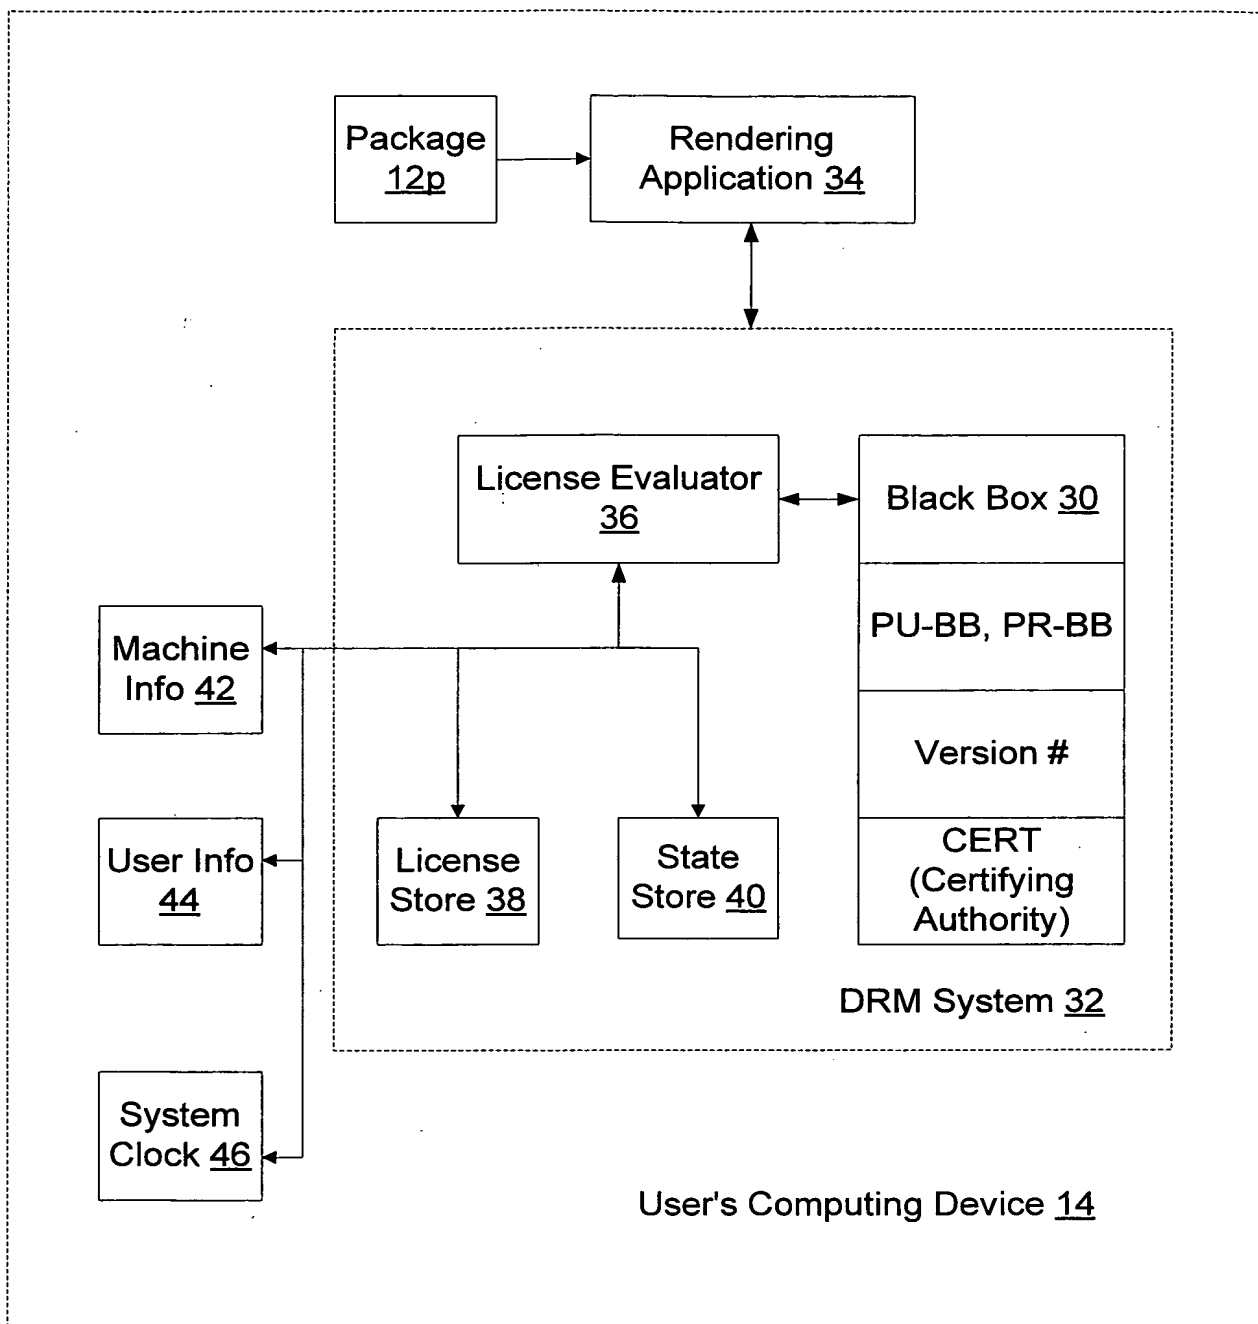 Package
12p
Rendering
Application 34
License Evaluator
36
Black Box 30
PU-BB, PR-BB
Version #
CERT
(Certifying
Authority)
Machine
Info 42
User Info
44
License
Store 38
State
Store 40
DRM System 32
System
Clock 46
User's Computing Device 14